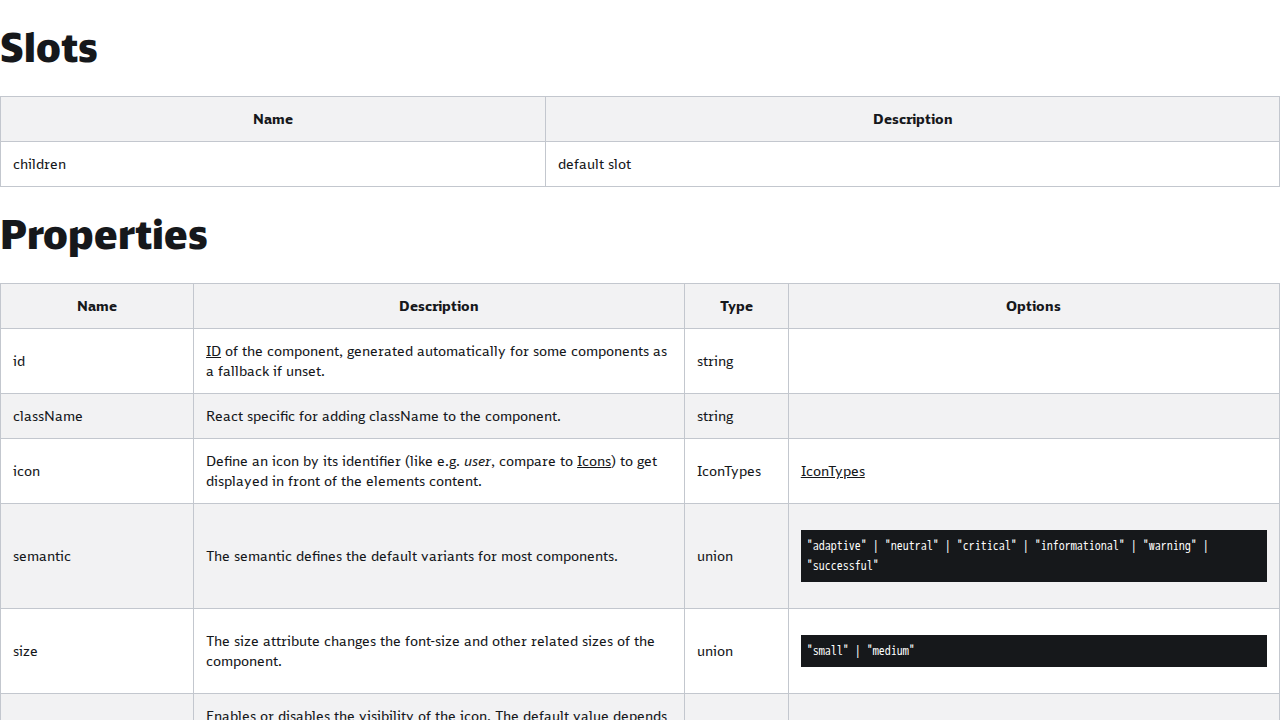 Slots
Name Description
children default slot
Properties
Name Description Type Options
id ID of the component, generated automatically for some components as a fallback if unset. string
className React specific for adding className to the component. string
icon Define an icon by its identifier (like e.g. user, compare to Icons) to get displayed in front of the elements content. IconTypes IconTypes
semantic The semantic defines the default variants for most components. union "adaptive" | "neutral" | "critical" | "informational" | "warning" | "successful"
size The size attribute changes the font-size and other related sizes of the component. union "small" | "medium"
Enables or disables the visibility of the icon. The default value depends